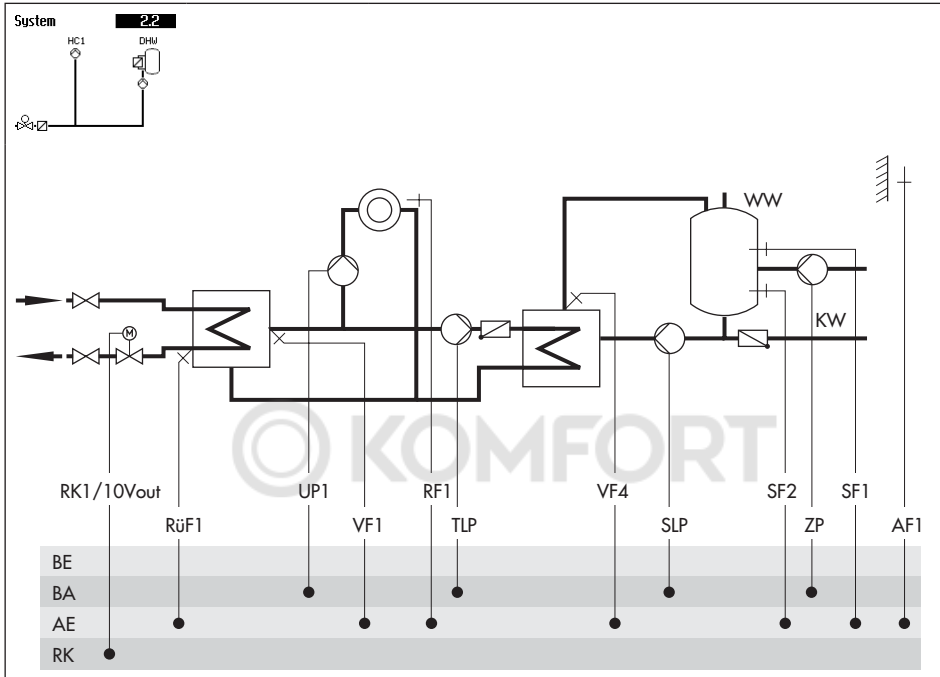 System 2.2
HC1 DHW
M
WW
KW
KOMFORT
RK1/10Vout UP1 RF1 VF4 SF2 SF1
RüF1 VF1 TLP SLP ZP AF1
BE
BA
AE
RK